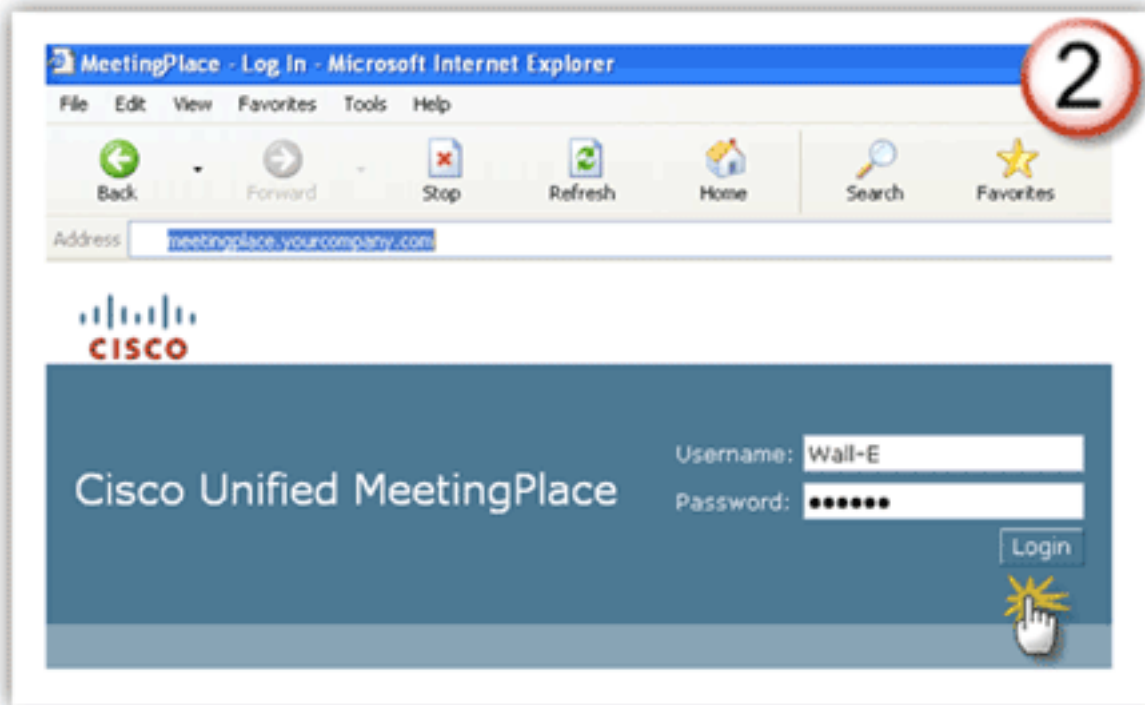 MeetingPlace - Log In - Microsoft Internet Explorer
2
File Edit View Favorites Tools Help
Back Forward Stop Refresh Home Search Favorites
Address meetingplace.yourcompany.com
CISCO
Username: Wall-E
Cisco Unified MeetingPlace
Password: ●●●●●●
Login